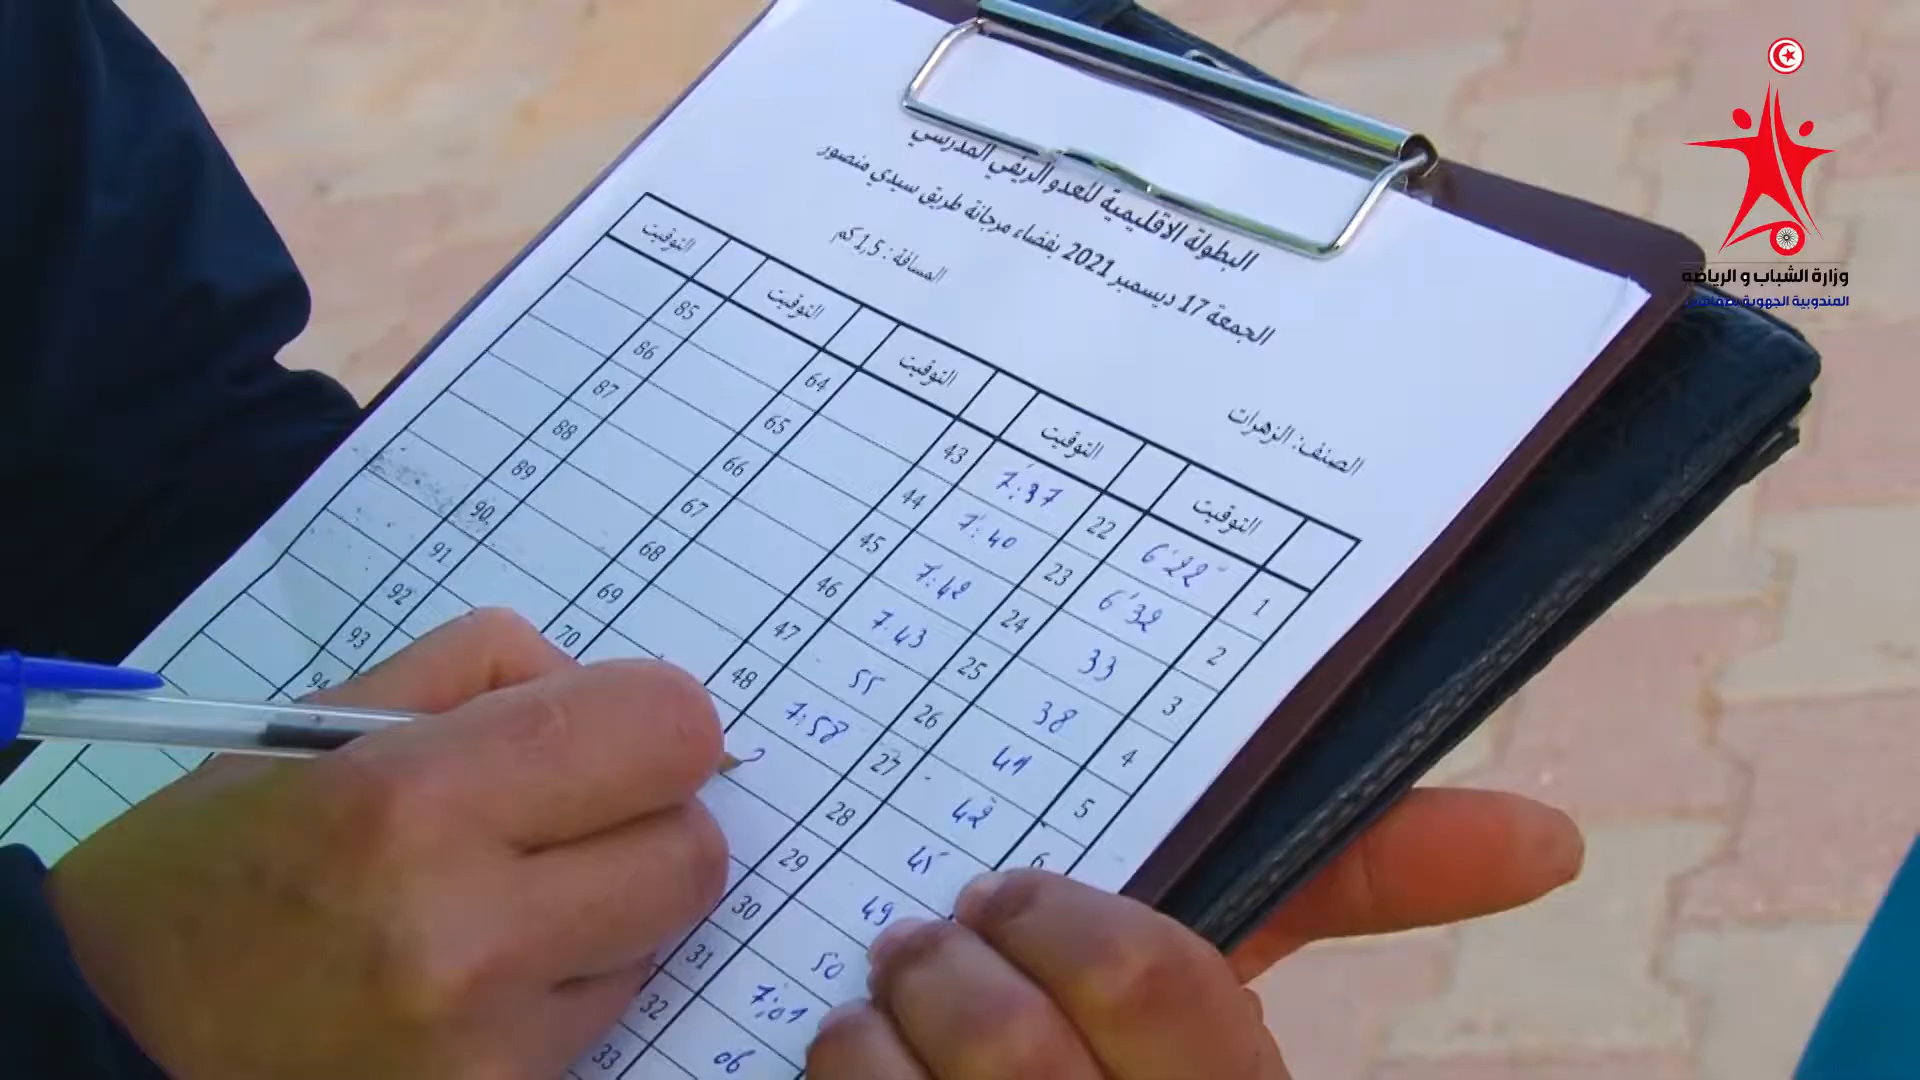 البطولة الاقليمية للعدو الريفي المدرسي
الجمعة 17 ديسمبر 2021 بفضاء مرجانة طريق سيدي منصور
المسافة : 1,5 كم
الصنف: الزهرات
التوقيت التوقيت التوقيت التوقيت التوقيت
1 6'22" 22 7:37 43 64 85
2 6'32 23 7:40 44 65 86
3 33 24 7:42 45 66 87
4 38 25 7.43 46 67 88
5 41 26 55 47 68 89
6 42 27 7:58 48 69 90
45 28 70 91
49 29 92
50 30 93
7:01 31 94
06 32
33
وزارة الشباب و الرياضة
المندوبية الجهوية بصفاقس